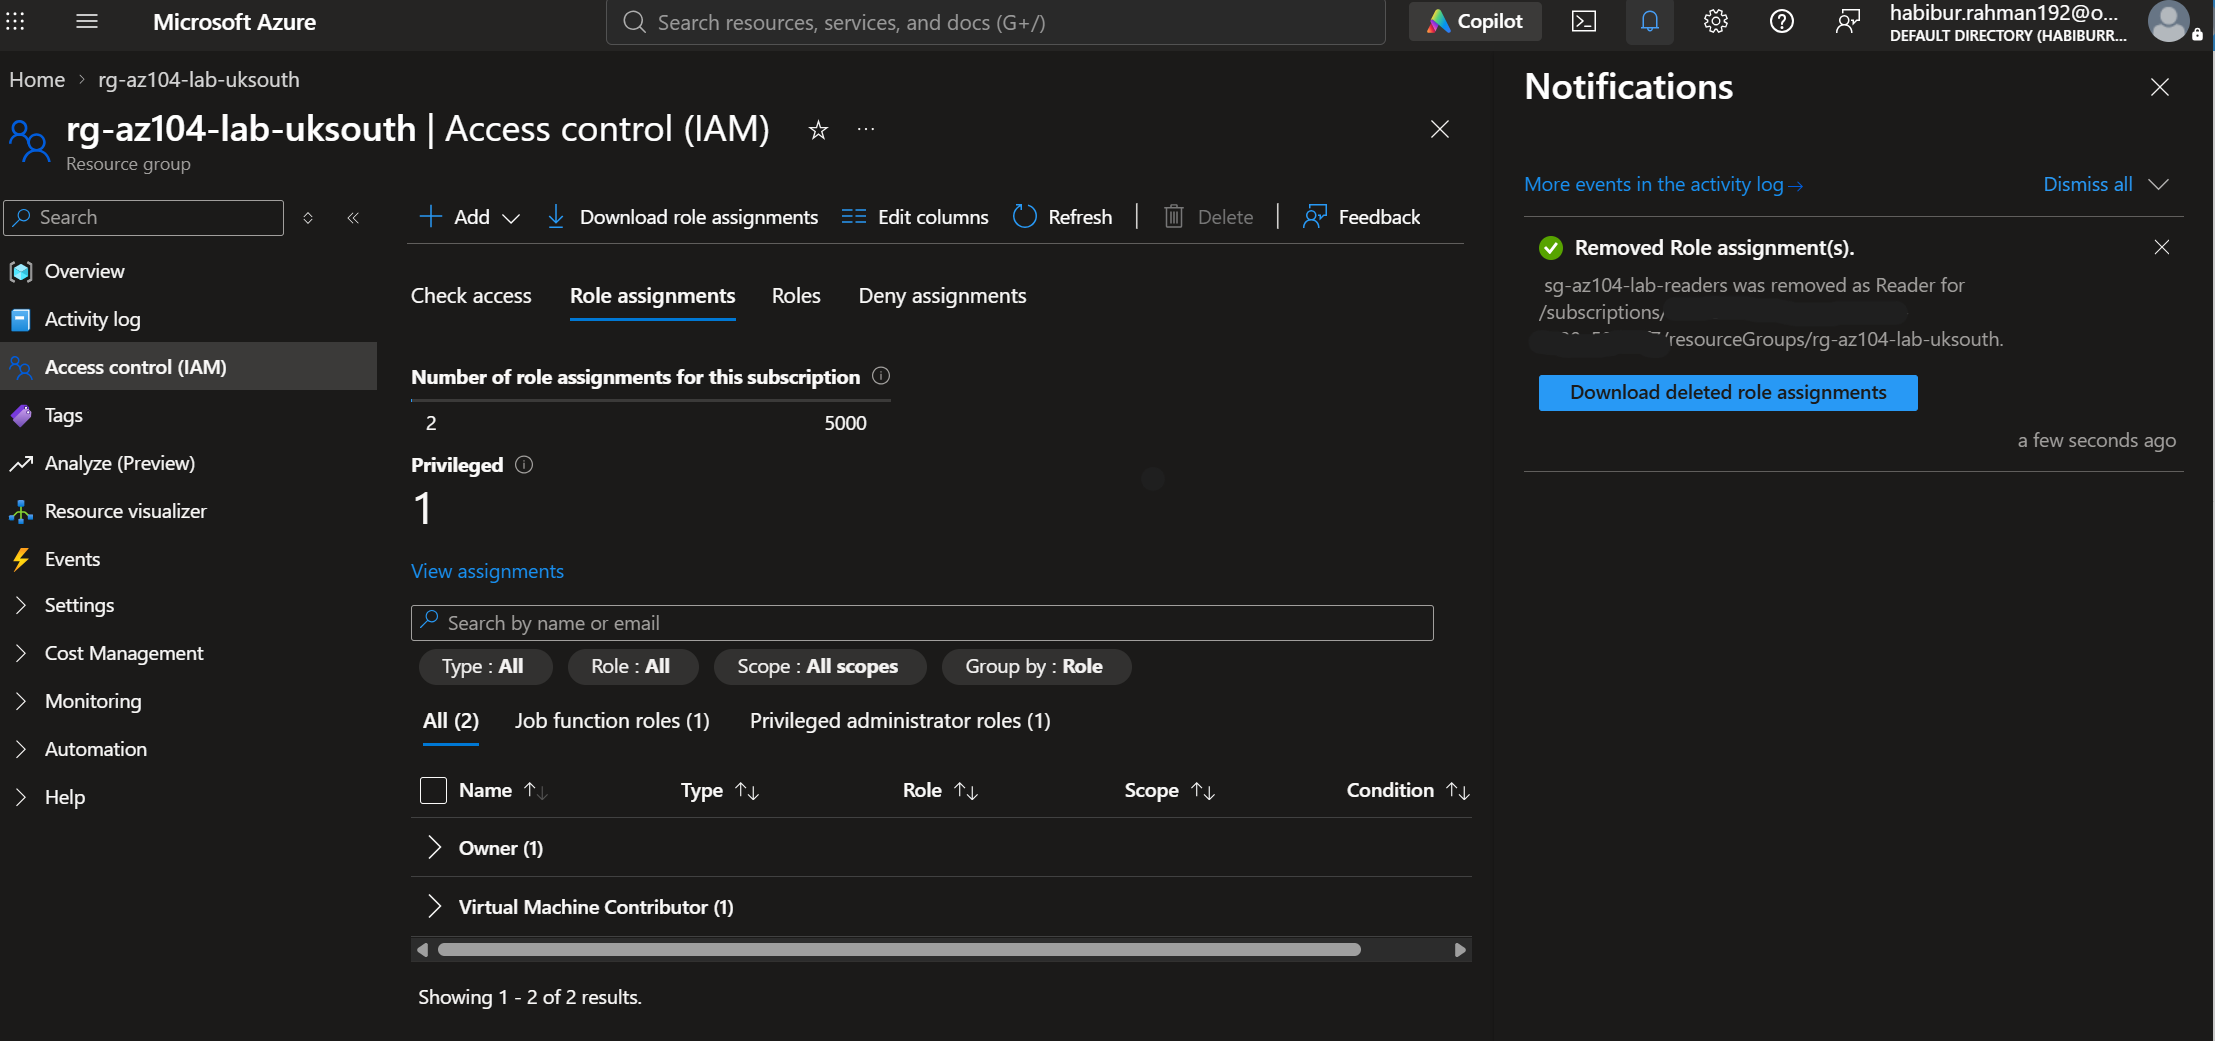 Microsoft Azure
Search resources, services, and docs (G+/)
Copilot
habibur.rahman192@o...
DEFAULT DIRECTORY (HABIBURR...
Home > rg-az104-lab-uksouth
rg-az104-lab-uksouth | Access control (IAM)
Resource group
Search
Overview
Activity log
Access control (IAM)
Tags
Analyze (Preview)
Resource visualizer
Events
Settings
Cost Management
Monitoring
Automation
Help
Add
Download role assignments
Edit columns
Refresh
Delete
Feedback
Check access
Role assignments
Roles
Deny assignments
Number of role assignments for this subscription
2
5000
Privileged
1
View assignments
Search by name or email
Type : All
Role : All
Scope : All scopes
Group by : Role
All (2)
Job function roles (1)
Privileged administrator roles (1)
Name
Type
Role
Scope
Condition
Owner (1)
Virtual Machine Contributor (1)
Showing 1 - 2 of 2 results.
Notifications
More events in the activity log
Dismiss all
Removed Role assignment(s).
sg-az104-lab-readers was removed as Reader for
/subscriptions/
/resourceGroups/rg-az104-lab-uksouth.
Download deleted role assignments
a few seconds ago